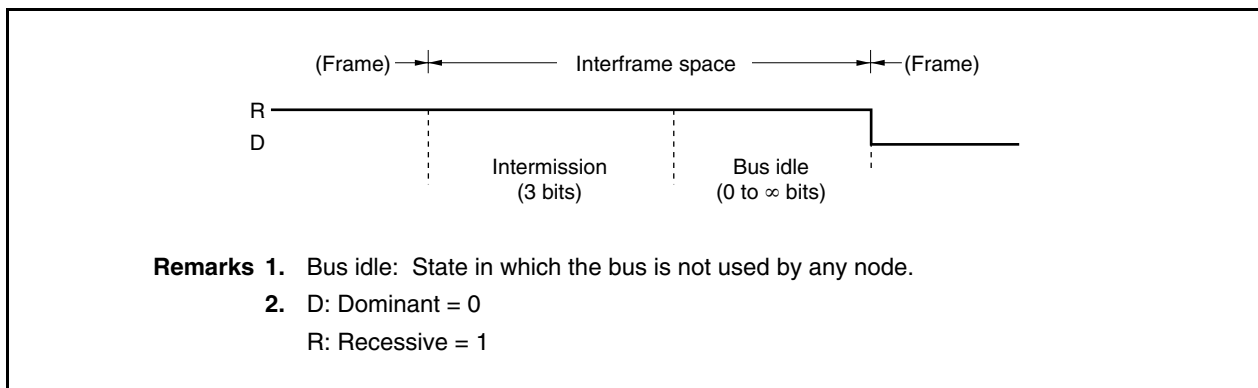 (Frame) Interframe space (Frame)
R
D
Intermission Bus idle
(3 bits) (0 to ∞ bits)
Remarks 1. Bus idle: State in which the bus is not used by any node.
2. D: Dominant = 0
R: Recessive = 1